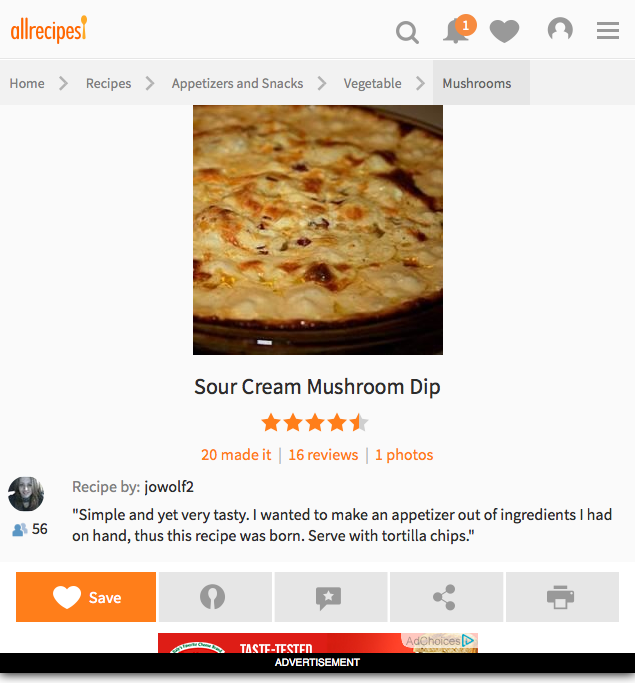 allrecipes
1
Home
Recipes
Appetizers and Snacks
Vegetable
Mushrooms
Sour Cream Mushroom Dip
20 made it | 16 reviews | 1 photos
Recipe by: jowolf2
56
"Simple and yet very tasty. I wanted to make an appetizer out of ingredients I had
on hand, thus this recipe was born. Serve with tortilla chips."
Save
AdChoices
TASTE-TESTED
ADVERTISEMENT